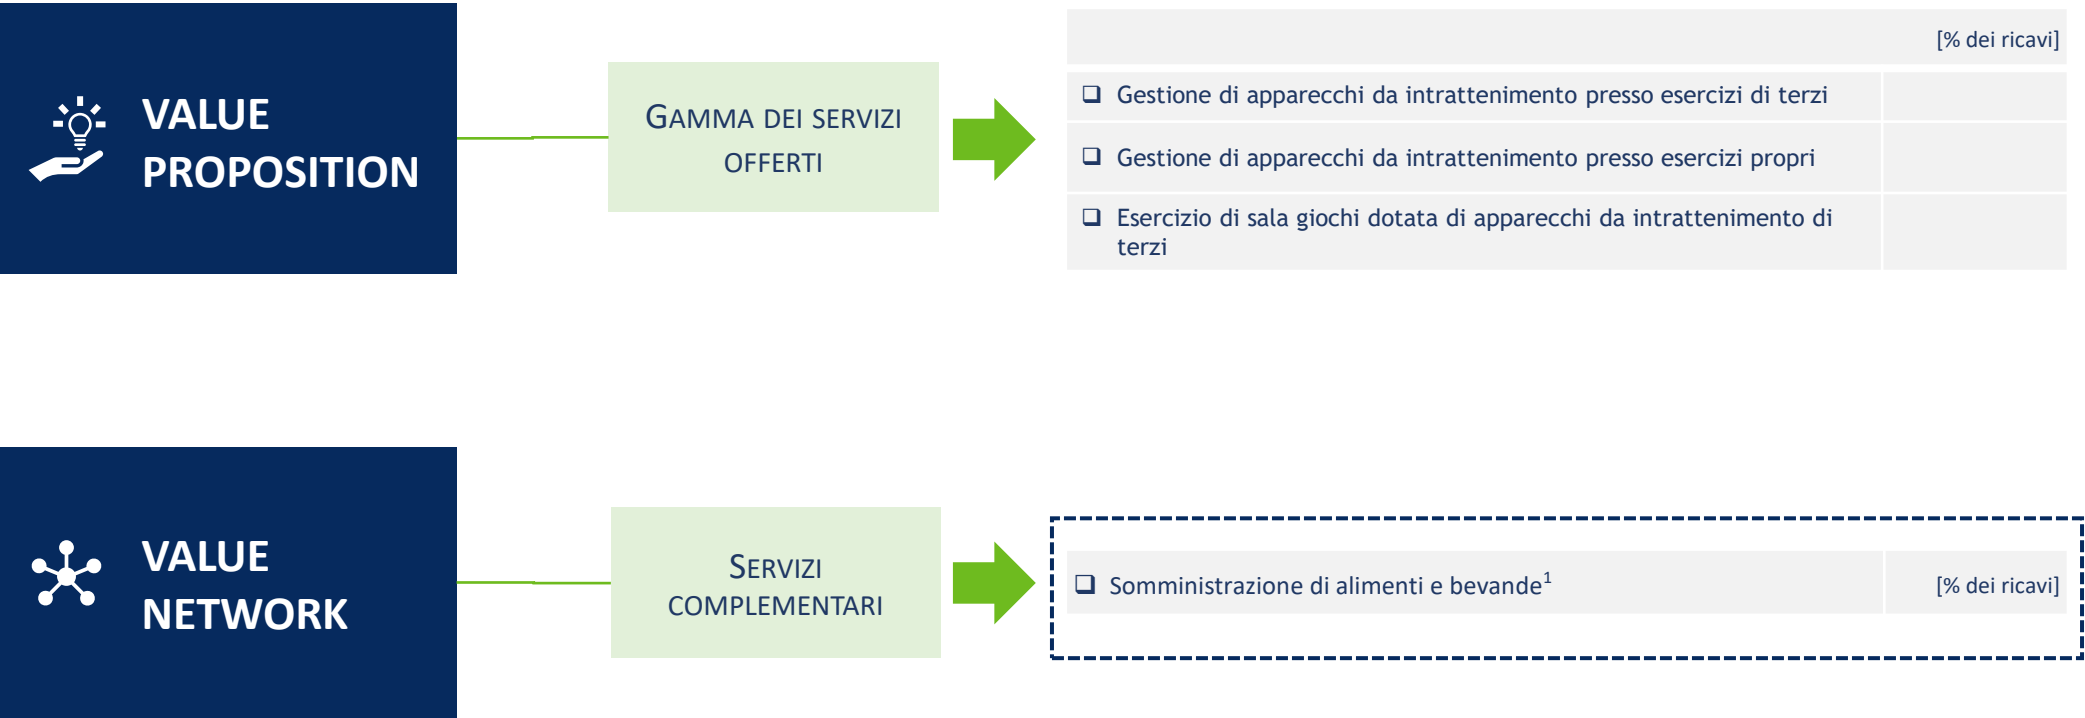 VALUE
PROPOSITION
GAMMA DEI SERVIZI
OFFERTI
[% dei ricavi]
❑ Gestione di apparecchi da intrattenimento presso esercizi di terzi
❑ Gestione di apparecchi da intrattenimento presso esercizi propri
❑ Esercizio di sala giochi dotata di apparecchi da intrattenimento di
terzi
VALUE
NETWORK
SERVIZI
COMPLEMENTARI
❑ Somministrazione di alimenti e bevande¹ [% dei ricavi]